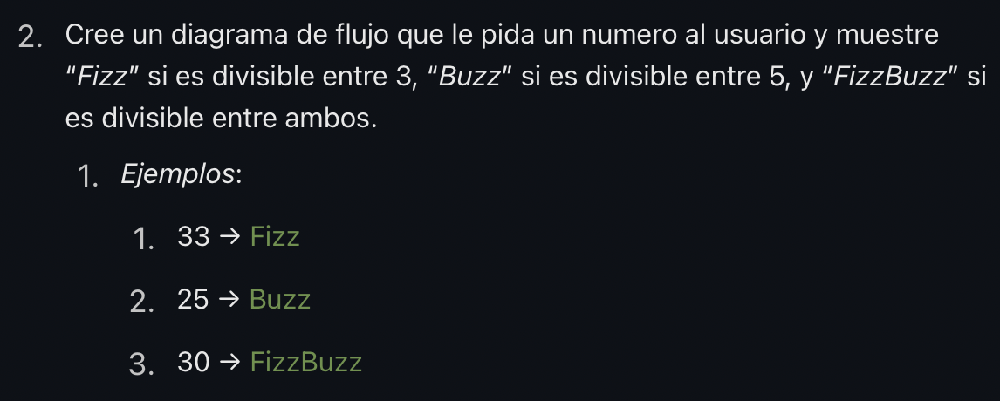 2. Cree un diagrama de flujo que le pida un numero al usuario y muestre
“Fizz” si es divisible entre 3, “Buzz” si es divisible entre 5, y “FizzBuzz” si
es divisible entre ambos.
1. Ejemplos:
1. 33 → Fizz
2. 25 → Buzz
3. 30 → FizzBuzz